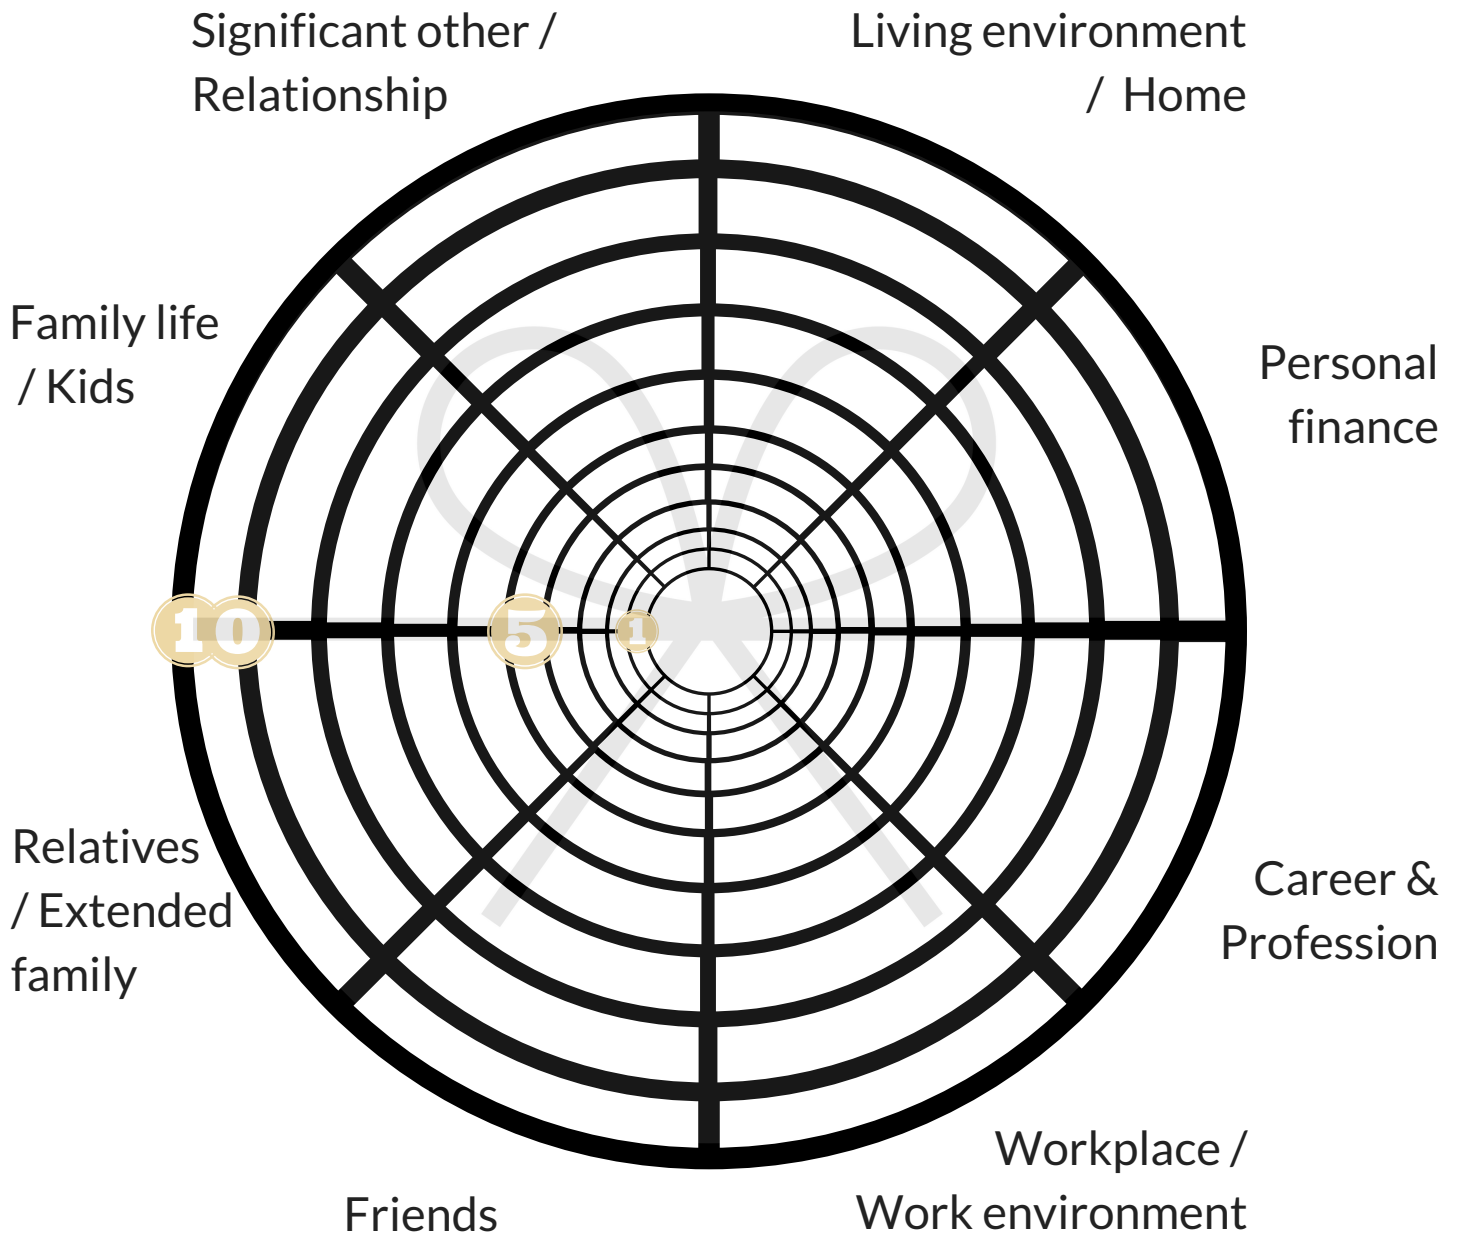 Significant other /
Relationship
Living environment
/ Home
Family life
/ Kids
Personal
finance
10
5
1
Relatives
/ Extended
family
Career &
Profession
Workplace /
Work environment
Friends